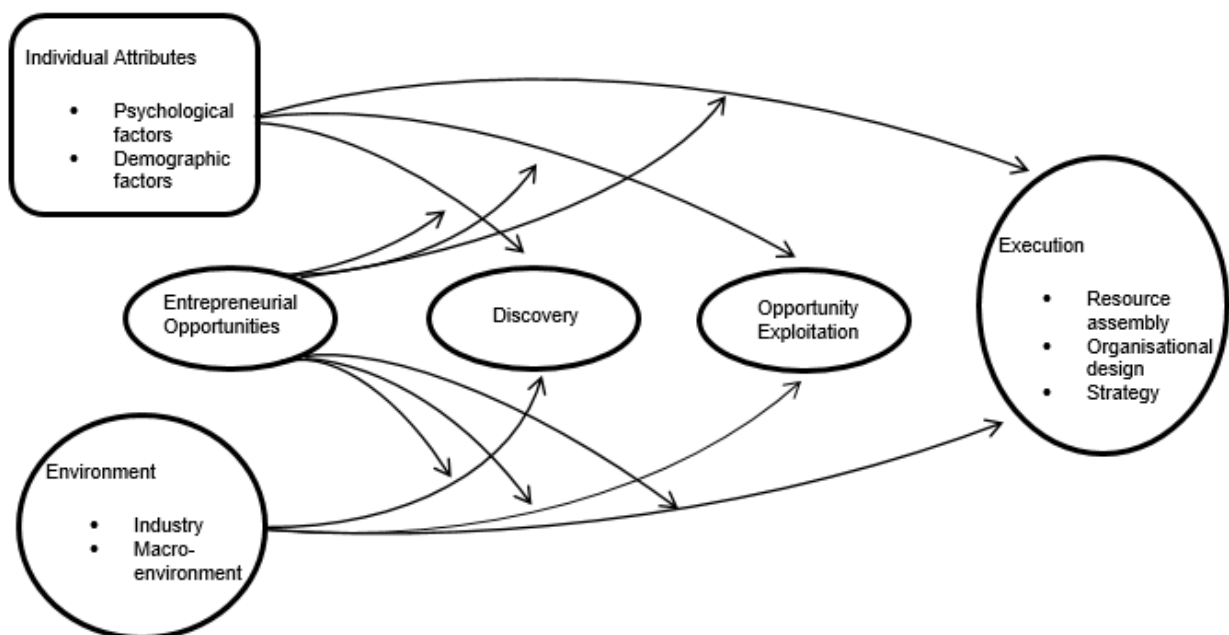 Individual Attributes
• Psychological
factors
• Demographic
factors
Entrepreneurial
Opportunities
Discovery
Opportunity
Exploitation
Execution
• Resource
assembly
• Organisational
design
• Strategy
Environment
• Industry
• Macro-
environment